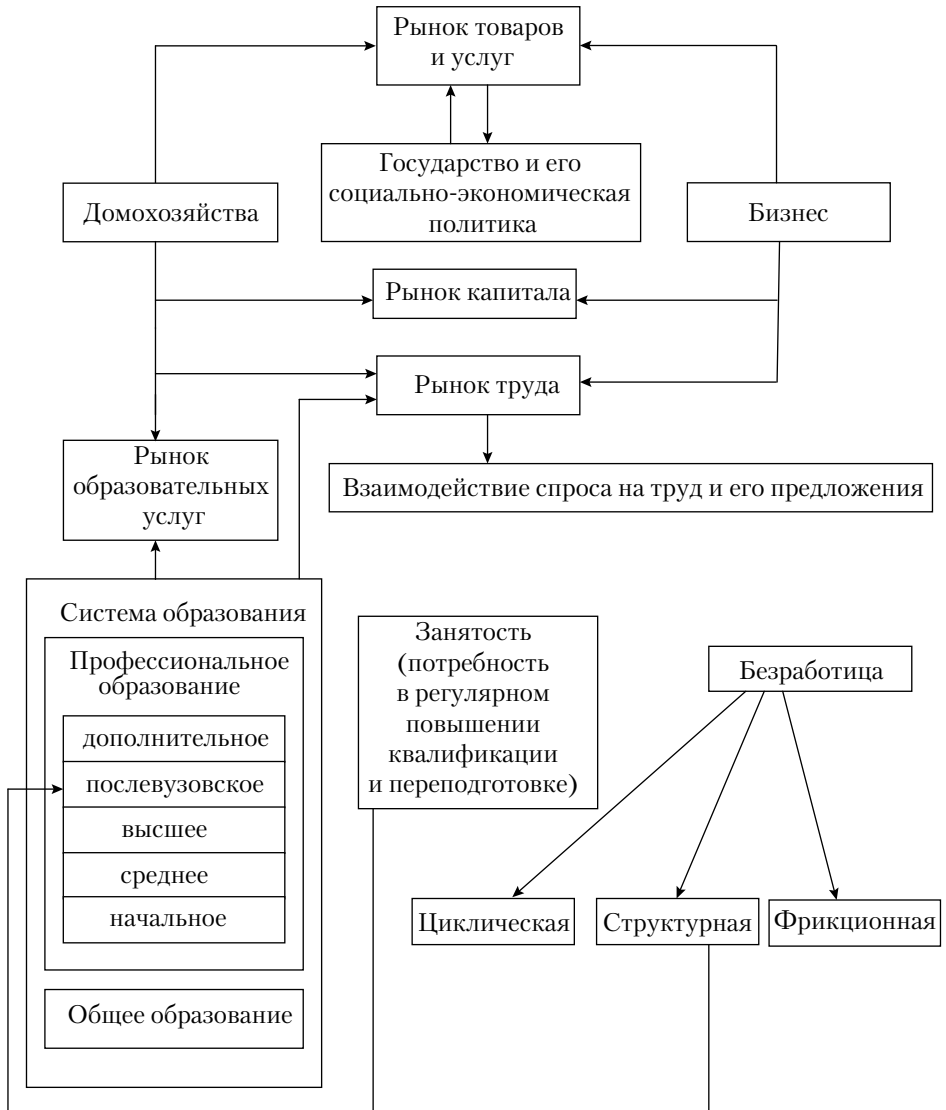 Рынок товаров
и услуг
Государство и его
социально-экономическая
политика
Домохозяйства
Бизнес
Рынок капитала
Рынок труда
Рынок
образовательных
услуг
Взаимодействие спроса на труд и его предложения
Система образования
Профессиональное
образование
дополнительное
послевузовское
высшее
среднее
начальное
Общее образование
Занятость
(потребность
в регулярном
повышении
квалификации
и переподготовке)
Безработица
Циклическая
Структурная
Фрикционная